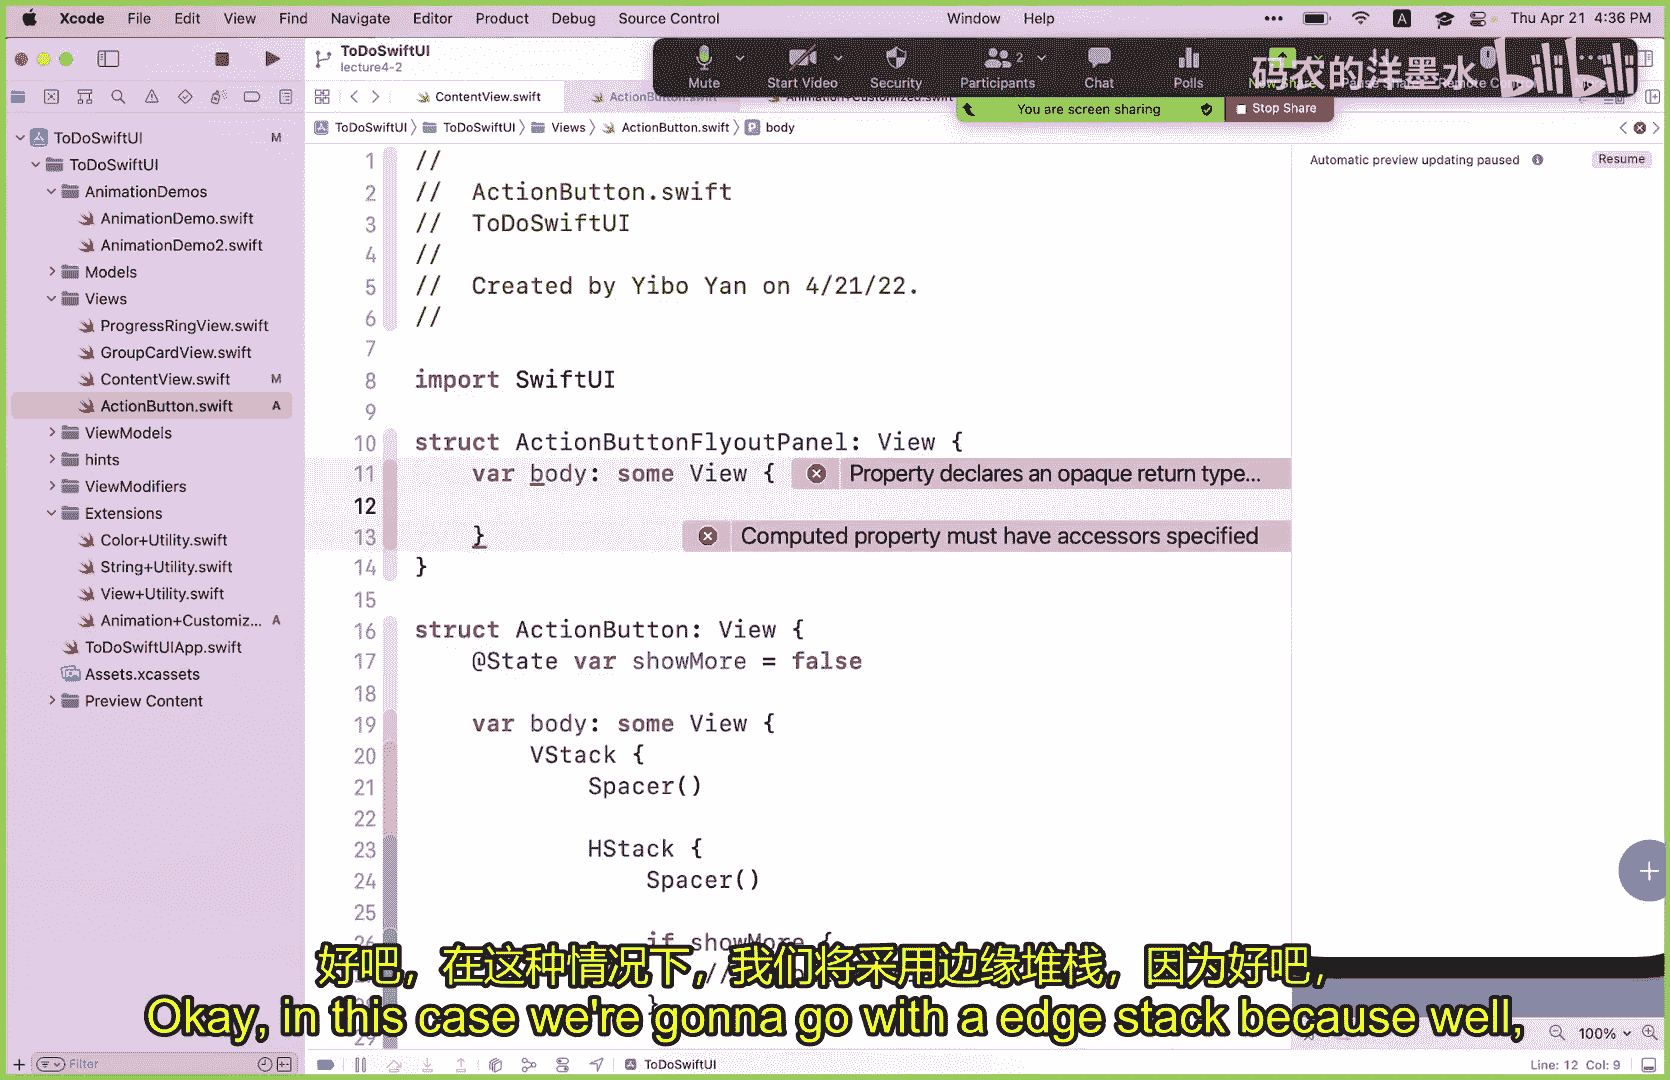 Xcode File Edit View Find Navigate Editor Product Debug Source Control Window Help Thu Apr 21 4:36 PM
ToDoSwiftUI
lecture4-2
Mute Start Video Security Participants 2 Chat Polls
码农的洋墨水 bilibili
You are screen sharing Stop Share
ContentView.swift ActionButton.swift Animation+Customized.swift
ToDoSwiftUI ToDoSwiftUI Views ActionButton.swift P body
Automatic preview updating paused Resume
ToDoSwiftUI M
ToDoSwiftUI
AnimationDemos
AnimationDemo.swift
AnimationDemo2.swift
Models
Views
ProgressRingView.swift
GroupCardView.swift
ContentView.swift M
ActionButton.swift A
ViewModels
hints
ViewModifiers
Extensions
Color+Utility.swift
String+Utility.swift
View+Utility.swift
Animation+Customiz... A
ToDoSwiftUIApp.swift
Assets.xcassets
Preview Content
Filter
1 //
2 // ActionButton.swift
3 // ToDoSwiftUI
4 //
5 // Created by Yibo Yan on 4/21/22.
6 //
7
8 import SwiftUI
9
10 struct ActionButtonFlyoutPanel: View {
11 var body: some View { Property declares an opaque return type...
12
13 } Computed property must have accessors specified
14 }
15
16 struct ActionButton: View {
17 @State var showMore = false
18
19 var body: some View {
20 VStack {
21 Spacer()
22
23 HStack {
24 Spacer()
25
26 if showMore {
好吧，在这种情况下，我们将采用边缘堆栈，因为好吧，
Okay, in this case we're gonna go with a edge stack because well,
100%
ToDoSwiftUI
Line: 12 Col: 9